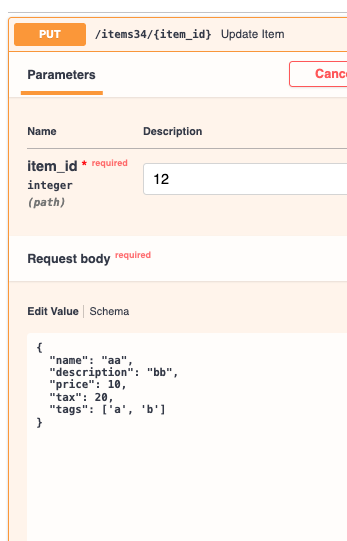 PUT /items34/{item_id} Update Item
Parameters
Name Description
item_id * required
integer 12
(path)
Request body required
Edit Value Schema
{
  "name": "aa",
  "description": "bb",
  "price": 10,
  "tax": 20,
  "tags": ['a', 'b']
}